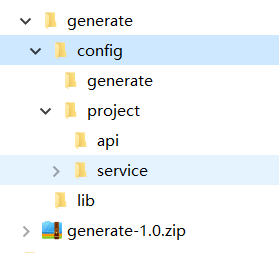 generate
config
generate
project
api
service
lib
generate-1.0.zip